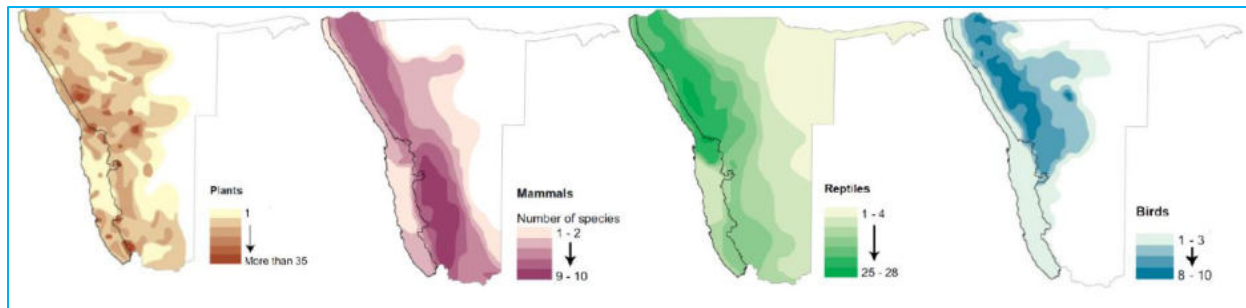 Plants
1
More than 35
Mammals
Number of species
1 - 2
9 - 10
Reptiles
1 - 4
25 - 28
Birds
1 - 3
8 - 10